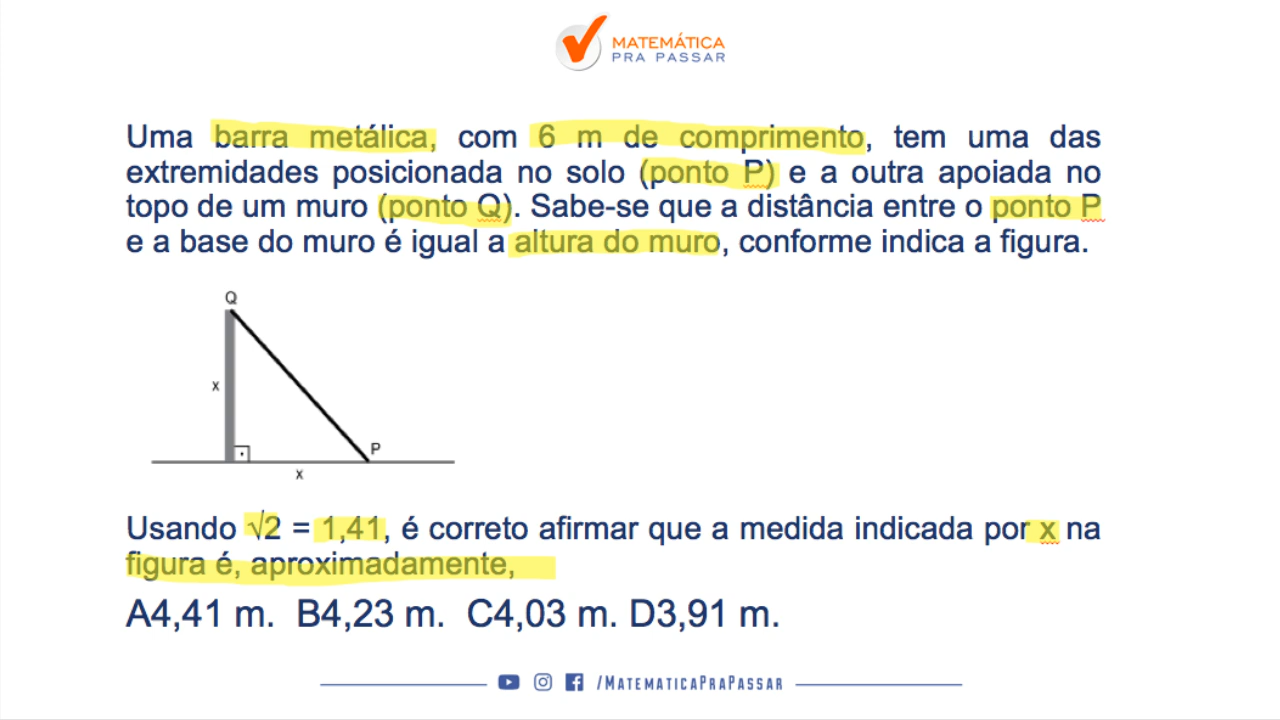 MATEMÁTICA
PRA PASSAR
Uma barra metálica, com 6 m de comprimento, tem uma das
extremidades posicionada no solo (ponto P) e a outra apoiada no
topo de um muro (ponto Q). Sabe-se que a distância entre o ponto P
e a base do muro é igual a altura do muro, conforme indica a figura.
Q
x
P
x
Usando √2 = 1,41, é correto afirmar que a medida indicada por x na
figura é, aproximadamente,
A4,41 m. B4,23 m. C4,03 m. D3,91 m.
/MATEMATICAPRAPASSAR